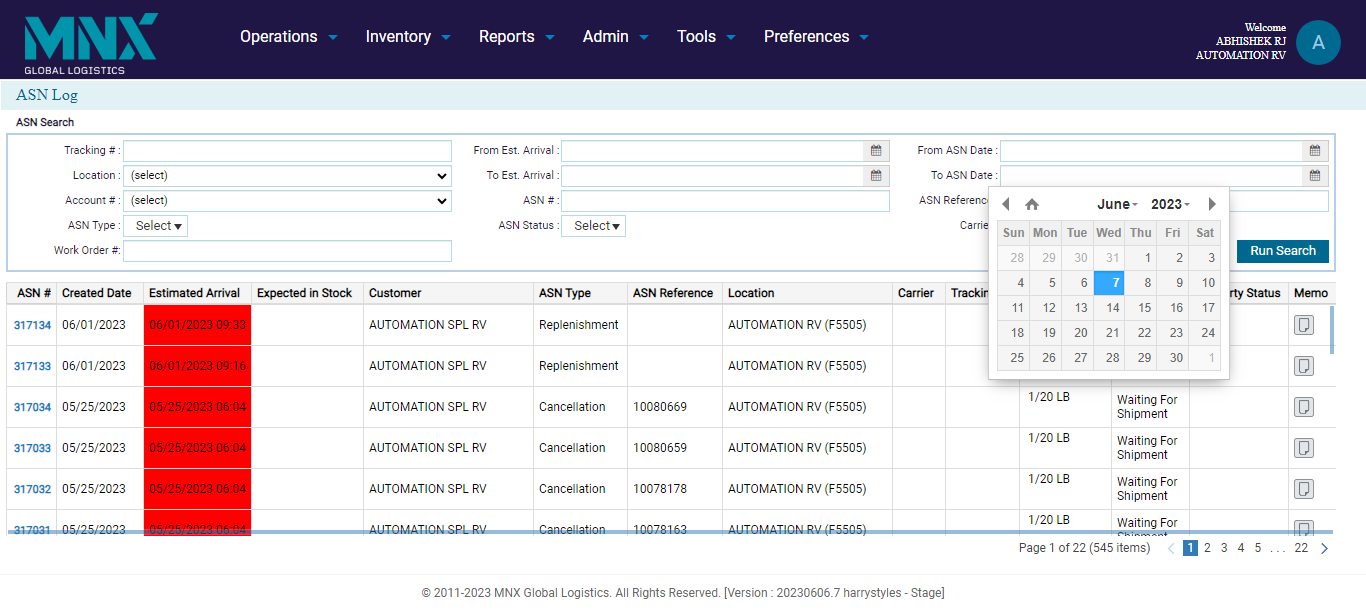 MNX
GLOBAL LOGISTICS
Operations Inventory Reports Admin Tools Preferences
Welcome
ABHISHEK RJ
AUTOMATION RV
A
ASN Log
ASN Search
Tracking # : From Est. Arrival : From ASN Date :
Location : (select) To Est. Arrival : To ASN Date :
Account # : (select) ASN # : ASN Reference
ASN Type : Select ASN Status : Select Carrie
Work Order #: Run Search
June 2023
Sun Mon Tue Wed Thu Fri Sat
28 29 30 31 1 2 3
4 5 6 7 8 9 10
11 12 13 14 15 16 17
18 19 20 21 22 23 24
25 26 27 28 29 30 1
ASN # Created Date Estimated Arrival Expected in Stock Customer ASN Type ASN Reference Location Carrier Trackin rty Status Memo
317134 06/01/2023 06/01/2023 09:33 AUTOMATION SPL RV Replenishment AUTOMATION RV (F5505)
317133 06/01/2023 06/01/2023 09:16 AUTOMATION SPL RV Replenishment AUTOMATION RV (F5505)
317034 05/25/2023 05/25/2023 06:04 AUTOMATION SPL RV Cancellation 10080669 AUTOMATION RV (F5505) 1/20 LB Waiting For
Shipment
317033 05/25/2023 05/25/2023 06:04 AUTOMATION SPL RV Cancellation 10080659 AUTOMATION RV (F5505) 1/20 LB Waiting For
Shipment
317032 05/25/2023 05/25/2023 06:04 AUTOMATION SPL RV Cancellation 10078178 AUTOMATION RV (F5505) 1/20 LB Waiting For
Shipment
317031 05/25/2023 05/25/2023 06:04 AUTOMATION SPL RV Cancellation 10078163 AUTOMATION RV (F5505) 1/20 LB Waiting For
Shipment
Page 1 of 22 (545 items) 1 2 3 4 5 ... 22
© 2011-2023 MNX Global Logistics. All Rights Reserved. [Version : 20230606.7 harrystyles - Stage]